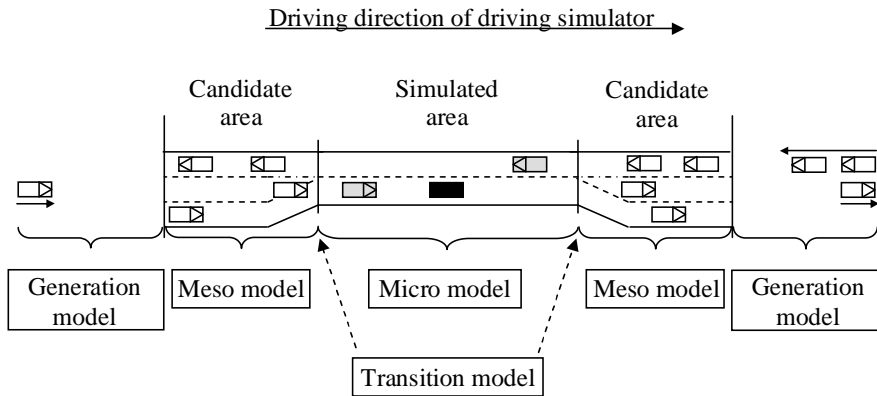 Driving direction of driving simulator
Candidate
area
Simulated
area
Candidate
area
Generation
model
Meso model
Micro model
Meso model
Generation
model
Transition model